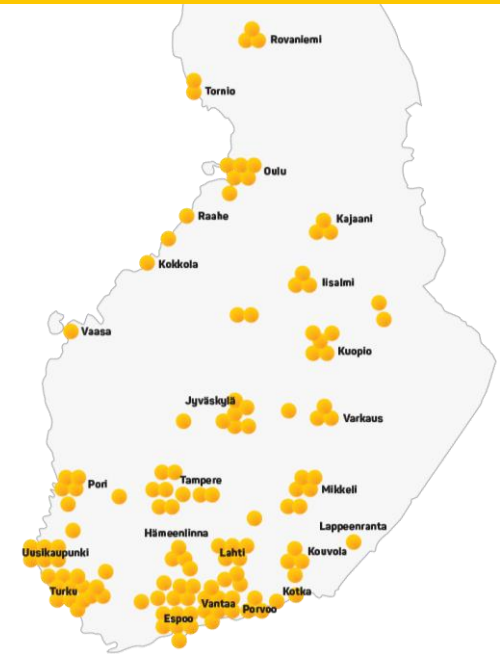 Rovaniemi
Tornio
Oulu
Raahe
Kajaani
Kokkola
Iisalmi
Vaasa
Kuopio
Jyväskylä
Varkaus
Tampere
Pori
Mikkeli
Lappeenranta
Hämeenlinna
Uusikaupunki
Lahti
Kouvola
Turku
Kotka
Vantaa
Porvoo
Espoo